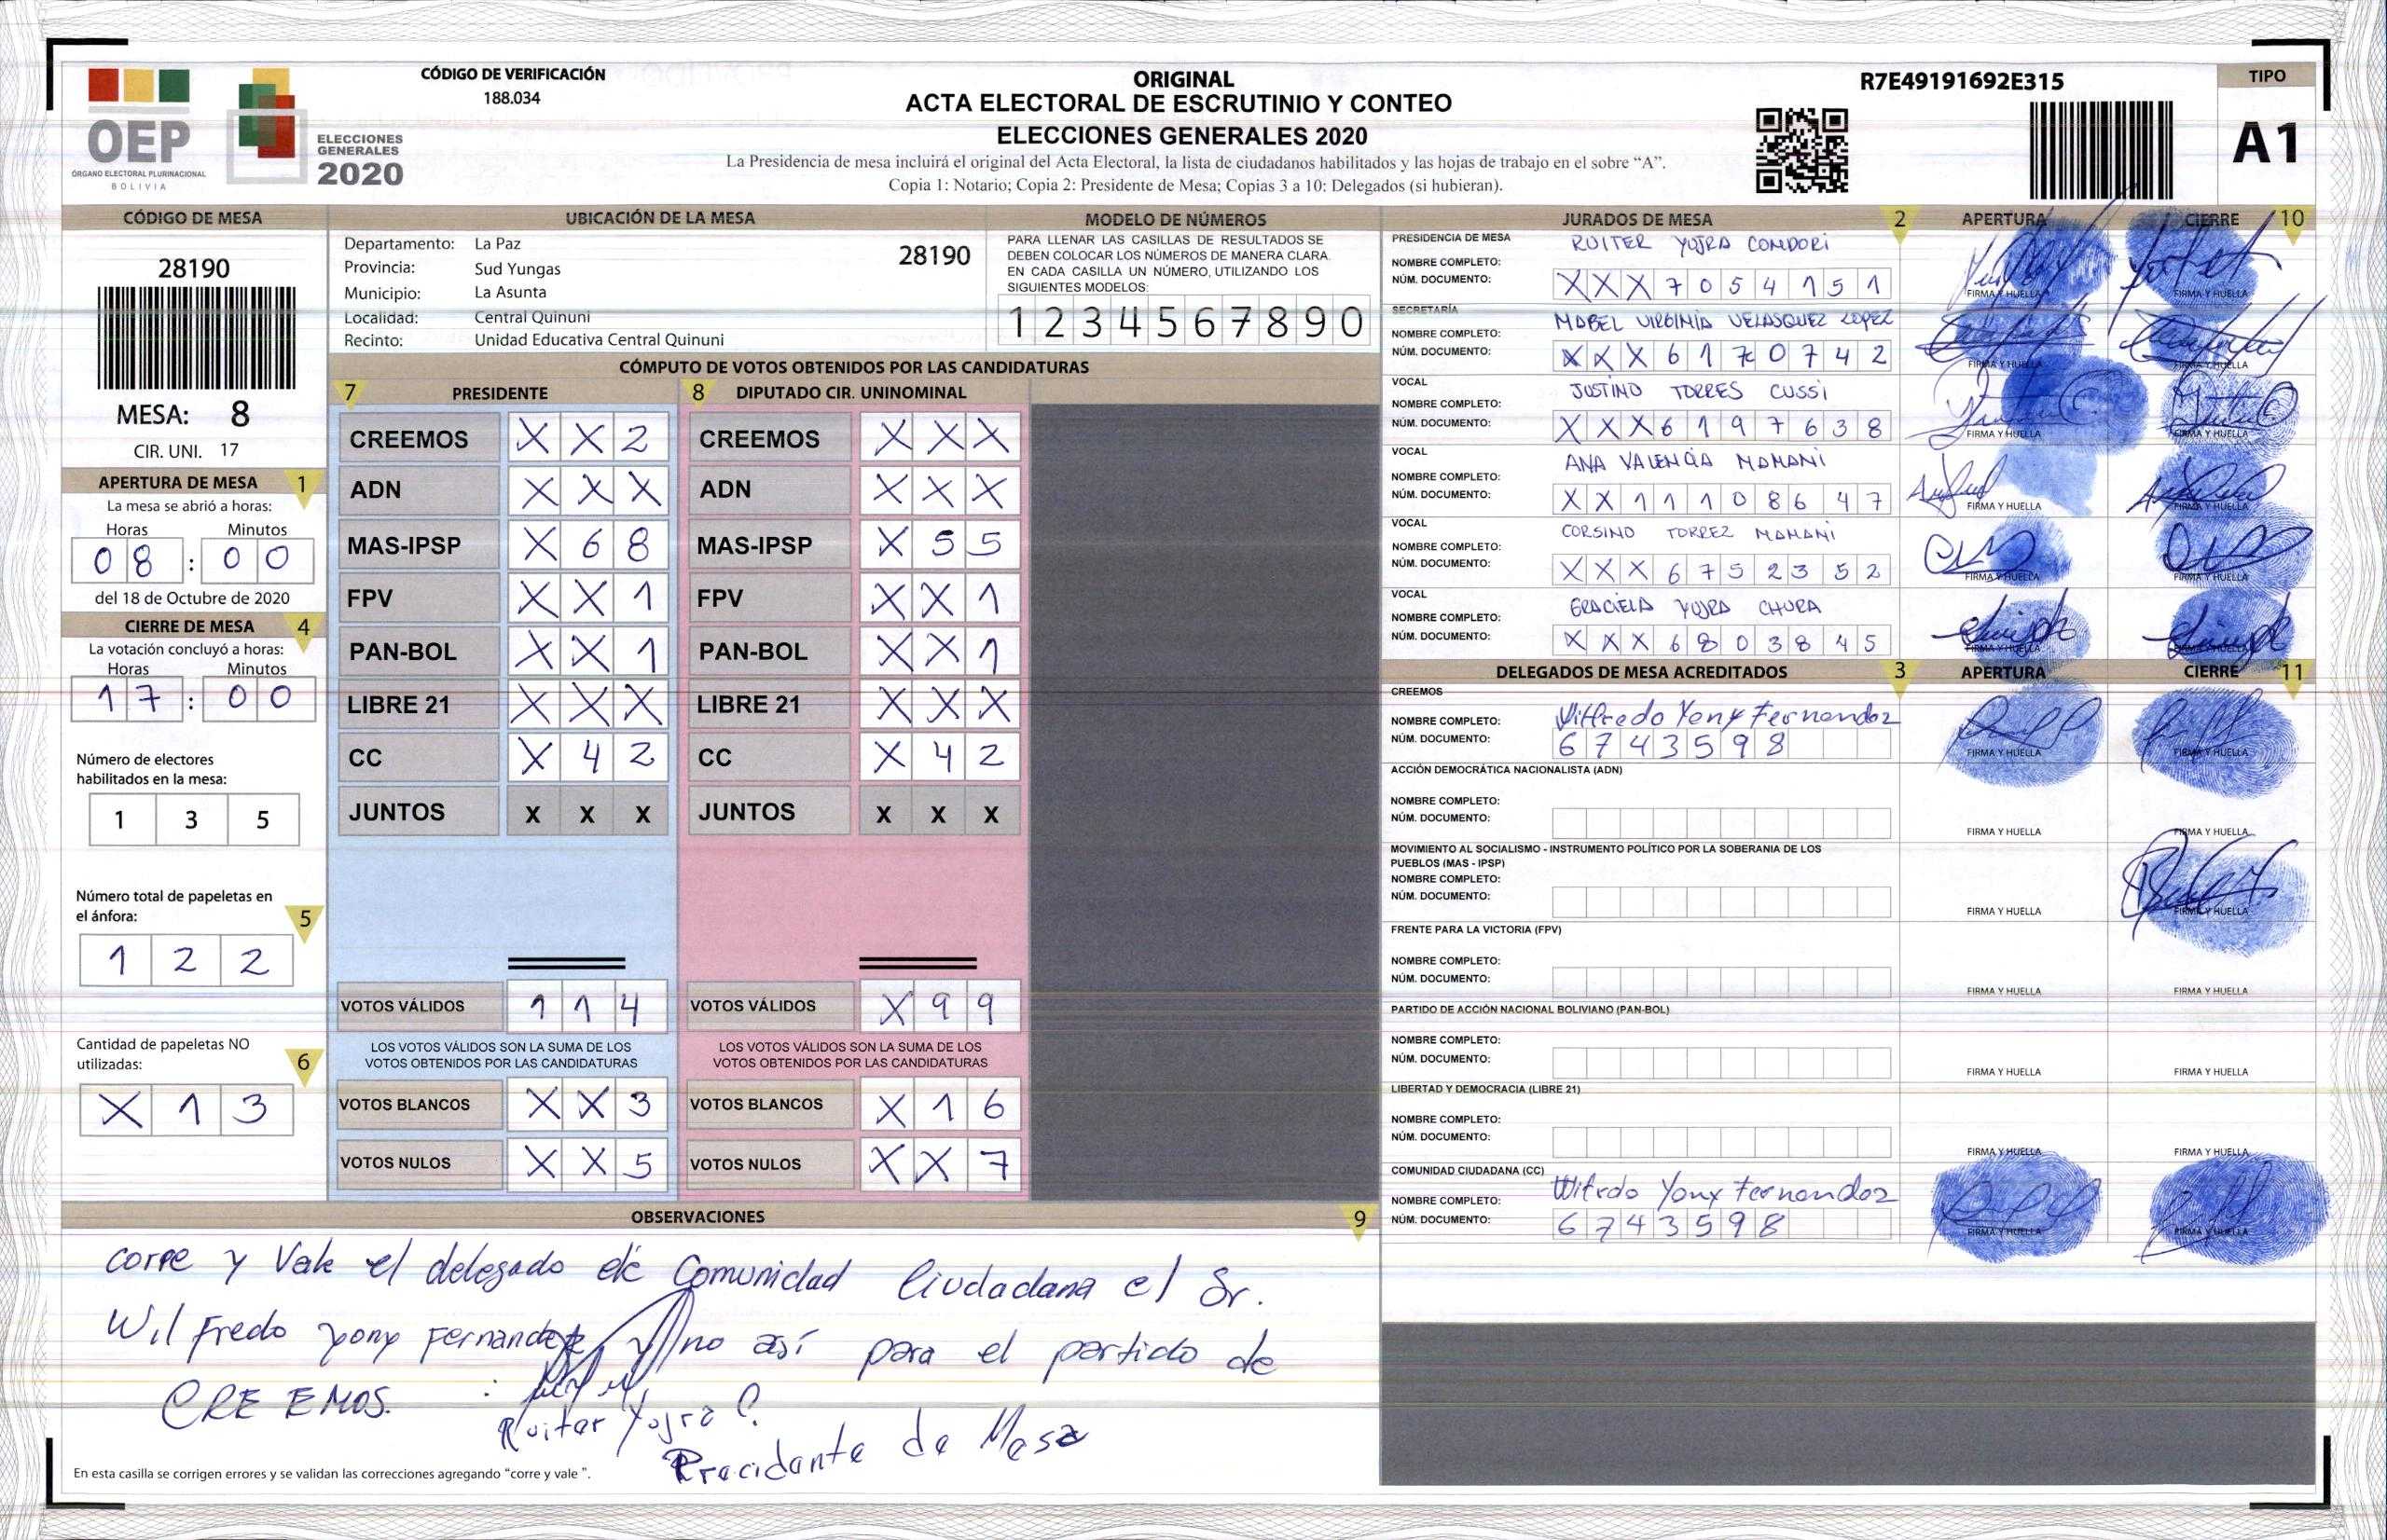 CÓDIGO DE VERIFICACIÓN
188.034
ORIGINAL
ACTA ELECTORAL DE ESCRUTINIO Y CONTEO
ELECCIONES GENERALES 2020
La Presidencia de mesa incluirá el original del Acta Electoral, la lista de ciudadanos habilitados y las hojas de trabajo en el sobre “A”.
Copia 1: Notario; Copia 2: Presidente de Mesa; Copias 3 a 10: Delegados (si hubieran).
R7E49191692E315
TIPO
A1
OEP
ÓRGANO ELECTORAL PLURINACIONAL
BOLIVIA
ELECCIONES
GENERALES
2020
CÓDIGO DE MESA
28190
MESA: 8
CIR. UNI. 17
APERTURA DE MESA 1
La mesa se abrió a horas:
Horas Minutos
08 : 00
del 18 de Octubre de 2020
CIERRE DE MESA 4
La votación concluyó a horas:
Horas Minutos
17 : 00
Número de electores
habilitados en la mesa:
1 3 5
Número total de papeletas en
el ánfora: 5
1 2 2
Cantidad de papeletas NO
utilizadas: 6
X 1 3
UBICACIÓN DE LA MESA
Departamento: La Paz 28190
Provincia: Sud Yungas
Municipio: La Asunta
Localidad: Central Quinuni
Recinto: Unidad Educativa Central Quinuni
MODELO DE NÚMEROS
PARA LLENAR LAS CASILLAS DE RESULTADOS SE
DEBEN COLOCAR LOS NÚMEROS DE MANERA CLARA.
EN CADA CASILLA UN NÚMERO, UTILIZANDO LOS
SIGUIENTES MODELOS:
1 2 3 4 5 6 7 8 9 0
CÓMPUTO DE VOTOS OBTENIDOS POR LAS CANDIDATURAS
7 PRESIDENTE 8 DIPUTADO CIR. UNINOMINAL
CREEMOS X X 2 CREEMOS X X X
ADN X X X ADN X X X
MAS-IPSP X 6 8 MAS-IPSP X 5 5
FPV X X 1 FPV X X 1
PAN-BOL X X 1 PAN-BOL X X 1
LIBRE 21 X X X LIBRE 21 X X X
CC X 4 2 CC X 4 2
JUNTOS X X X JUNTOS X X X
VOTOS VÁLIDOS 1 1 4 VOTOS VÁLIDOS X 9 9
LOS VOTOS VÁLIDOS SON LA SUMA DE LOS LOS VOTOS VÁLIDOS SON LA SUMA DE LOS
VOTOS OBTENIDOS POR LAS CANDIDATURAS VOTOS OBTENIDOS POR LAS CANDIDATURAS
VOTOS BLANCOS X X 3 VOTOS BLANCOS X 1 6
VOTOS NULOS X X 5 VOTOS NULOS X X 7
OBSERVACIONES 9
corre y Vale el delegado de Comunidad Ciudadana el Sr.
Wilfredo yony Fernandez y no así para el partido de
CREEMOS.
Ruitar Yojra C.
Precidante de Mesa
En esta casilla se corrigen errores y se validan las correcciones agregando “corre y vale ”.
JURADOS DE MESA 2 APERTURA CIERRE 10
PRESIDENCIA DE MESA RUITER YUJRA CONDORI
NOMBRE COMPLETO:
NÚM. DOCUMENTO: X X X 7 0 5 4 1 5 1 FIRMA Y HUELLA FIRMA Y HUELLA
SECRETARÍA
NOMBRE COMPLETO: MABEL VIRGINIA VELASQUEZ LOPEZ
NÚM. DOCUMENTO: X X X 6 1 7 0 7 4 2 FIRMA Y HUELLA FIRMA Y HUELLA
VOCAL
NOMBRE COMPLETO: JUSTINO TORRES CUSSI
NÚM. DOCUMENTO: X X X 6 1 9 7 6 3 8 FIRMA Y HUELLA FIRMA Y HUELLA
VOCAL
NOMBRE COMPLETO: ANA VALENCIA MAMANI
NÚM. DOCUMENTO: X X 1 1 1 0 8 6 4 7 FIRMA Y HUELLA FIRMA Y HUELLA
VOCAL
NOMBRE COMPLETO: CORSINO TORREZ MAMANI
NÚM. DOCUMENTO: X X X 6 7 5 2 3 5 2 FIRMA Y HUELLA FIRMA Y HUELLA
VOCAL
NOMBRE COMPLETO: GRACIELA YUJRA CHURA
NÚM. DOCUMENTO: X X X 6 8 0 3 8 4 5 FIRMA Y HUELLA FIRMA Y HUELLA
DELEGADOS DE MESA ACREDITADOS 3 APERTURA CIERRE 11
CREEMOS
NOMBRE COMPLETO: Wilfredo Yony Fernandez
NÚM. DOCUMENTO: 6 7 4 3 5 9 8 FIRMA Y HUELLA FIRMA Y HUELLA
ACCIÓN DEMOCRÁTICA NACIONALISTA (ADN)
NOMBRE COMPLETO:
NÚM. DOCUMENTO: FIRMA Y HUELLA FIRMA Y HUELLA
MOVIMIENTO AL SOCIALISMO - INSTRUMENTO POLÍTICO POR LA SOBERANIA DE LOS
PUEBLOS (MAS - IPSP)
NOMBRE COMPLETO:
NÚM. DOCUMENTO: FIRMA Y HUELLA FIRMA Y HUELLA
FRENTE PARA LA VICTORIA (FPV)
NOMBRE COMPLETO:
NÚM. DOCUMENTO: FIRMA Y HUELLA FIRMA Y HUELLA
PARTIDO DE ACCIÓN NACIONAL BOLIVIANO (PAN-BOL)
NOMBRE COMPLETO:
NÚM. DOCUMENTO: FIRMA Y HUELLA FIRMA Y HUELLA
LIBERTAD Y DEMOCRACIA (LIBRE 21)
NOMBRE COMPLETO:
NÚM. DOCUMENTO: FIRMA Y HUELLA FIRMA Y HUELLA
COMUNIDAD CIUDADANA (CC)
NOMBRE COMPLETO: Wifrdo Yony Fernandez
NÚM. DOCUMENTO: 6 7 4 3 5 9 8 FIRMA Y HUELLA FIRMA Y HUELLA